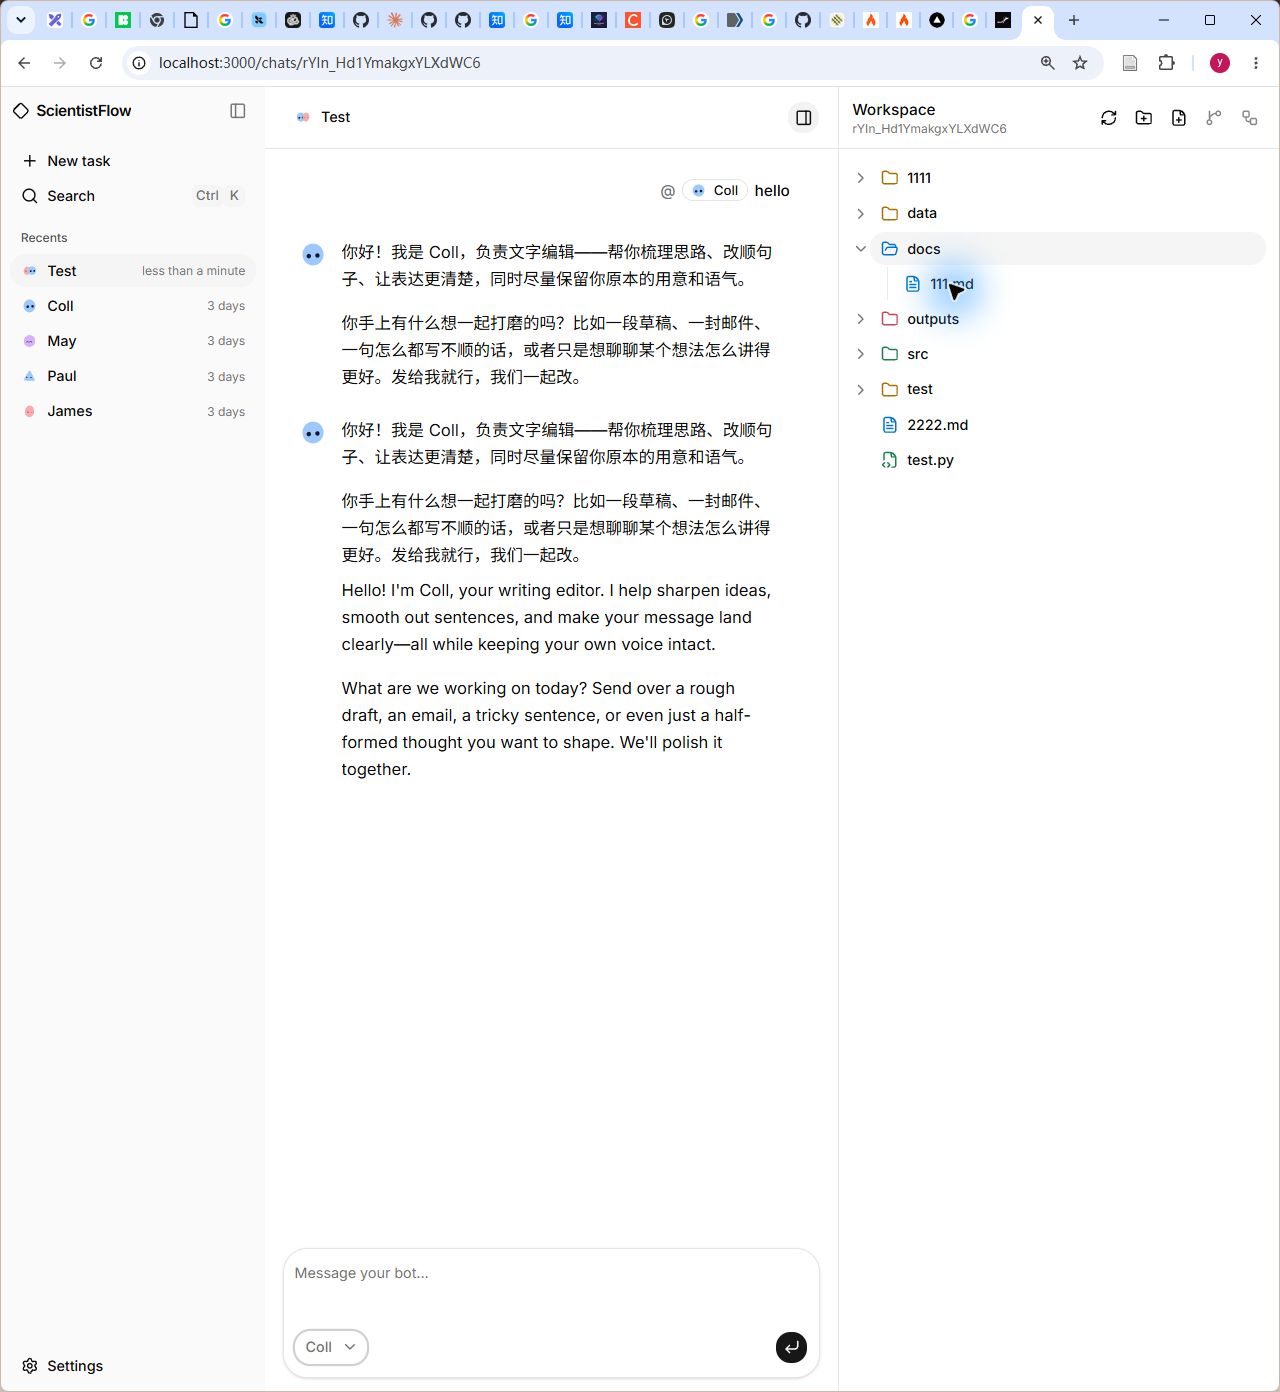 localhost:3000/chats/rYIn_Hd1YmakgxYLXdWC6
y
ScientistFlow
New task
Search Ctrl K
Recents
Test less than a minute
Coll 3 days
May 3 days
Paul 3 days
James 3 days
Settings
Test
@ Coll hello
你好！我是 Coll，负责文字编辑——帮你梳理思路、改顺句
子、让表达更清楚，同时尽量保留你原本的用意和语气。
你手上有什么想一起打磨的吗？比如一段草稿、一封邮件、
一句怎么都写不顺的话，或者只是想聊聊某个想法怎么讲得
更好。发给我就行，我们一起改。
你好！我是 Coll，负责文字编辑——帮你梳理思路、改顺句
子、让表达更清楚，同时尽量保留你原本的用意和语气。
你手上有什么想一起打磨的吗？比如一段草稿、一封邮件、
一句怎么都写不顺的话，或者只是想聊聊某个想法怎么讲得
更好。发给我就行，我们一起改。
Hello! I'm Coll, your writing editor. I help sharpen ideas,
smooth out sentences, and make your message land
clearly—all while keeping your own voice intact.
What are we working on today? Send over a rough
draft, an email, a tricky sentence, or even just a half-
formed thought you want to shape. We'll polish it
together.
Message your bot...
Coll
Workspace
rYIn_Hd1YmakgxYLXdWC6
1111
data
docs
111.md
outputs
src
test
2222.md
test.py